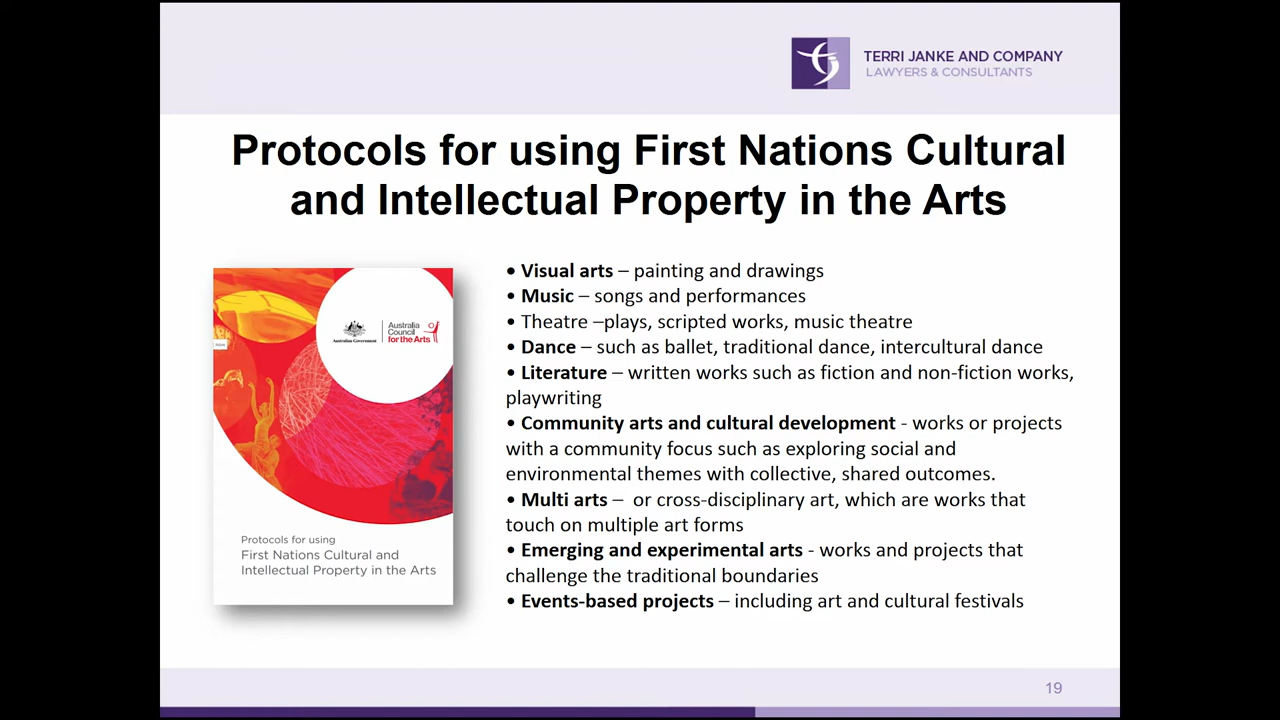 TERRI JANKE AND COMPANY
LAWYERS & CONSULTANTS
Protocols for using First Nations Cultural
and Intellectual Property in the Arts
• Visual arts – painting and drawings
• Music – songs and performances
• Theatre –plays, scripted works, music theatre
• Dance – such as ballet, traditional dance, intercultural dance
• Literature – written works such as fiction and non-fiction works,
playwriting
• Community arts and cultural development - works or projects
with a community focus such as exploring social and
environmental themes with collective, shared outcomes.
• Multi arts –  or cross-disciplinary art, which are works that
touch on multiple art forms
• Emerging and experimental arts - works and projects that
challenge the traditional boundaries
• Events-based projects – including art and cultural festivals
Australian Government
Australia
Council
for the Arts
Protocols for using
First Nations Cultural and
Intellectual Property in the Arts
19